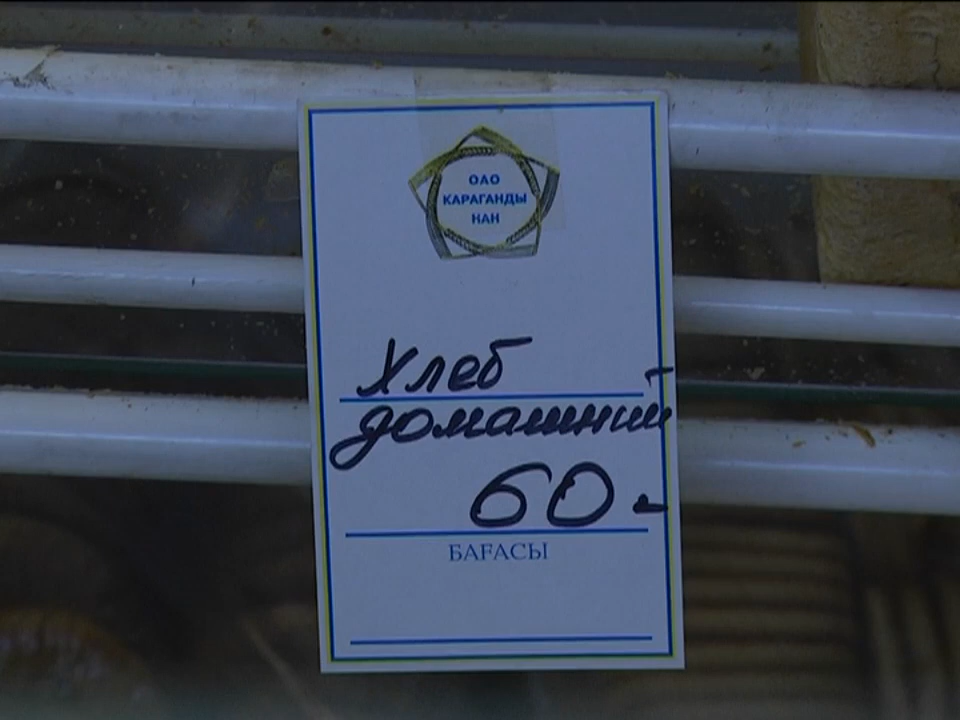 ОАО
КАРАГАНДЫ
НАН
Хлеб
домашний
60-
БАҒАСЫ